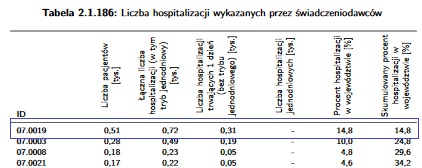 Tabela 2.1.186: Liczba hospitalizacji wykazanych przez świadczeniodawców
ID
Liczba pacjentów
[tys.]
Łączna liczba
hospitalizacji (w tym
tryb jednodniowy)
[tys.]
Liczba hospitalizacji
trwających 1 dzień
(bez trybu
jednodniowego) [tys.]
Liczba hospitalizacji
jednodniowych [tys.]
Procent hospitalizacji
w województwie [%]
Skumulowany procent
hospitalizacji w
województwie [%]
07.0019 0,51 0,72 0,31 - 14,8 14,8
07.0003 0,28 0,49 0,19 - 10,0 24,8
07.0008 0,18 0,23 0,05 - 4,8 29,6
07.0021 0,17 0,22 0,05 - 4,6 34,2